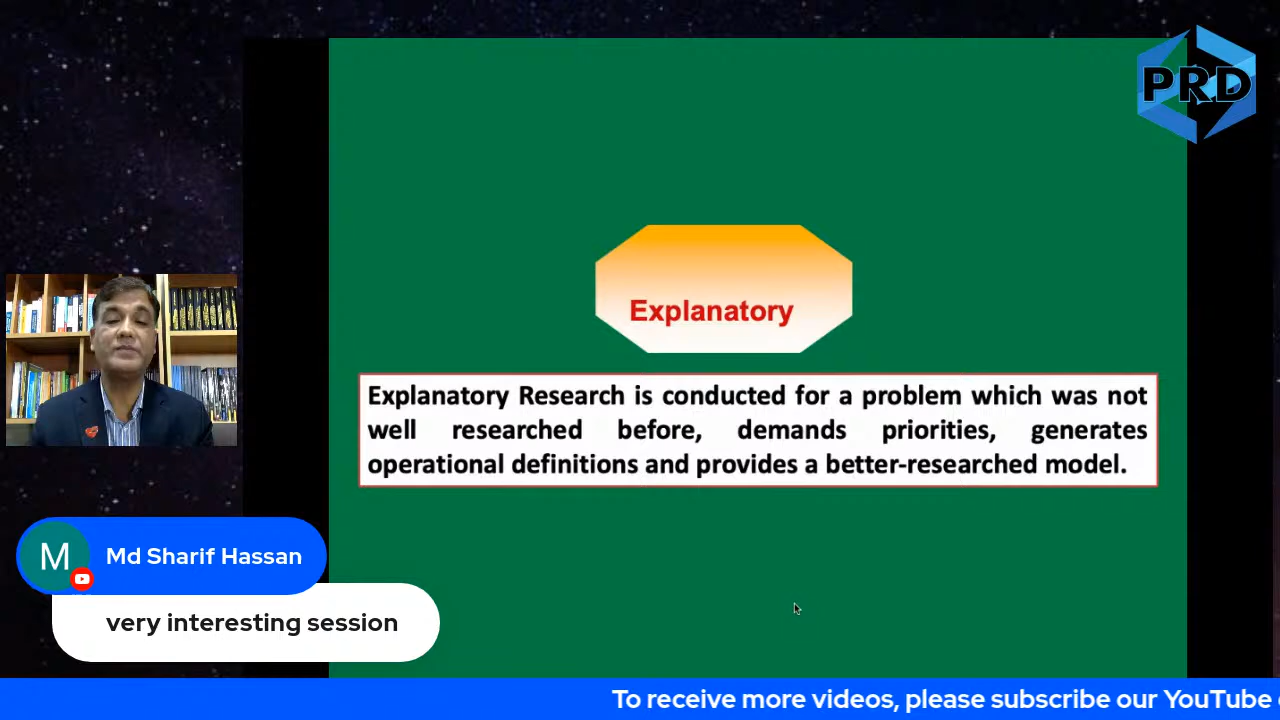 PRD
Explanatory
Explanatory Research is conducted for a problem which was not
well researched before, demands priorities, generates
operational definitions and provides a better-researched model.
M
Md Sharif Hassan
very interesting session
To receive more videos, please subscribe our YouTube